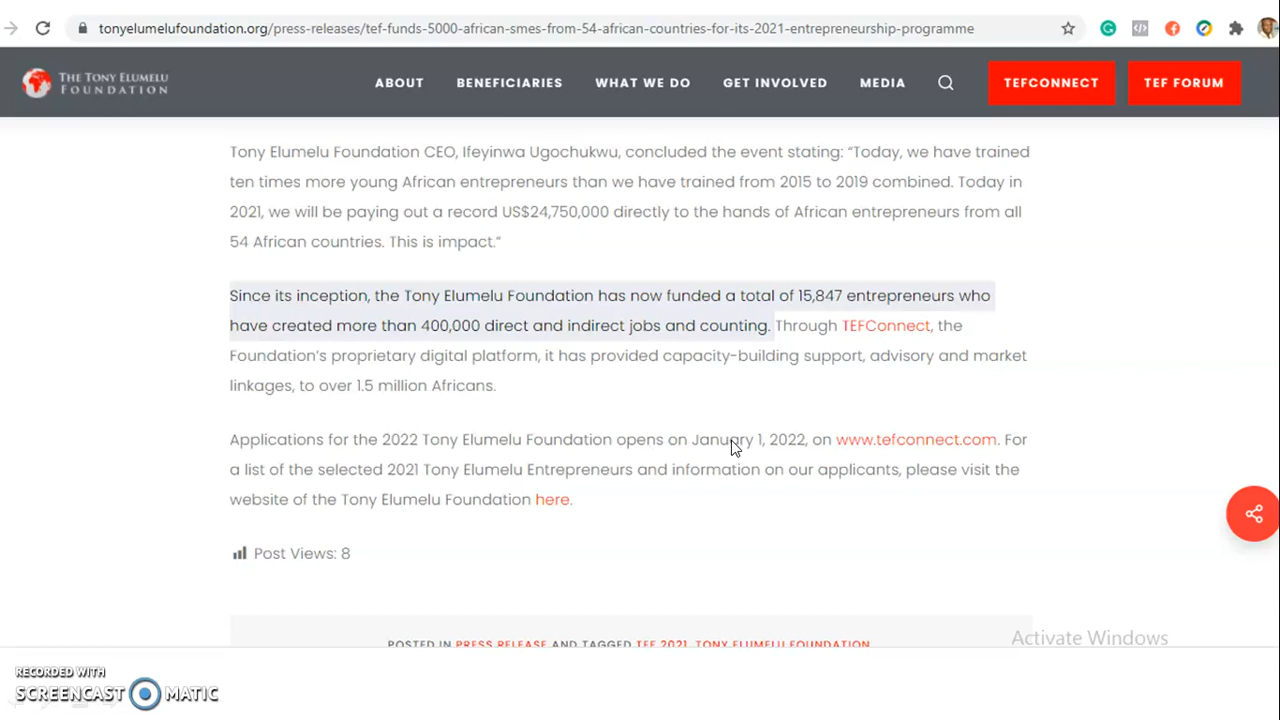 tonyelumelufoundation.org/press-releases/tef-funds-5000-african-smes-from-54-african-countries-for-its-2021-entrepreneurship-programme
THE TONY ELUMELU
FOUNDATION
ABOUT
BENEFICIARIES
WHAT WE DO
GET INVOLVED
MEDIA
TEFCONNECT
TEF FORUM
Tony Elumelu Foundation CEO, Ifeyinwa Ugochukwu, concluded the event stating: “Today, we have trained
ten times more young African entrepreneurs than we have trained from 2015 to 2019 combined. Today in
2021, we will be paying out a record US$24,750,000 directly to the hands of African entrepreneurs from all
54 African countries. This is impact.”
Since its inception, the Tony Elumelu Foundation has now funded a total of 15,847 entrepreneurs who
have created more than 400,000 direct and indirect jobs and counting. Through TEFConnect, the
Foundation’s proprietary digital platform, it has provided capacity-building support, advisory and market
linkages, to over 1.5 million Africans.
Applications for the 2022 Tony Elumelu Foundation opens on January 1, 2022, on www.tefconnect.com. For
a list of the selected 2021 Tony Elumelu Entrepreneurs and information on our applicants, please visit the
website of the Tony Elumelu Foundation here.
Post Views: 8
POSTED IN PRESS RELEASE AND TAGGED TEF 2021, TONY ELUMELU FOUNDATION
Activate Windows
RECORDED WITH
SCREENCAST MATIC